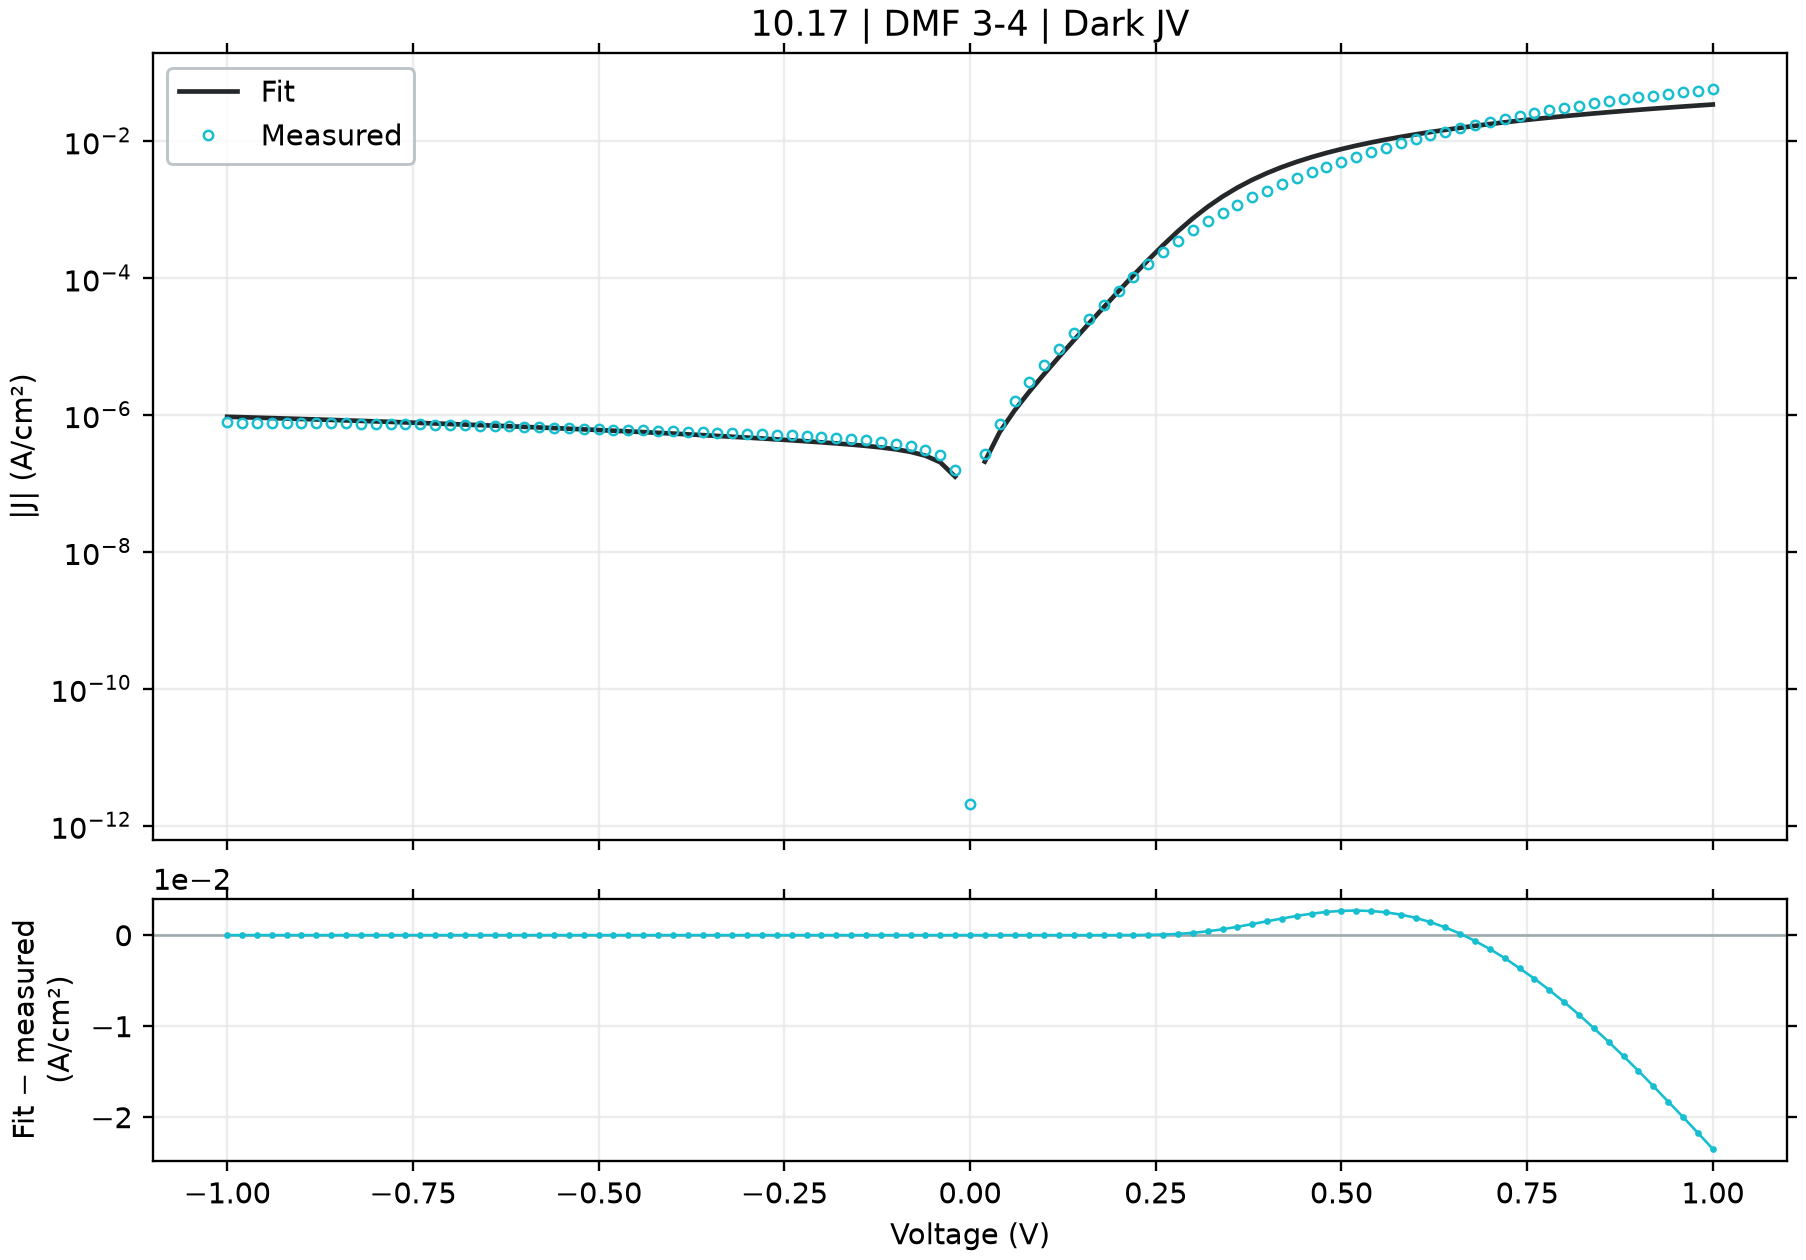 10.17 | DMF 3-4 | Dark JV
Fit
Measured
10⁻²
10⁻⁴
10⁻⁶
10⁻⁸
10⁻¹⁰
10⁻¹²
|J| (A/cm²)
1e−2
0
−1
−2
Fit − measured
(A/cm²)
−1.00 −0.75 −0.50 −0.25 0.00 0.25 0.50 0.75 1.00
Voltage (V)